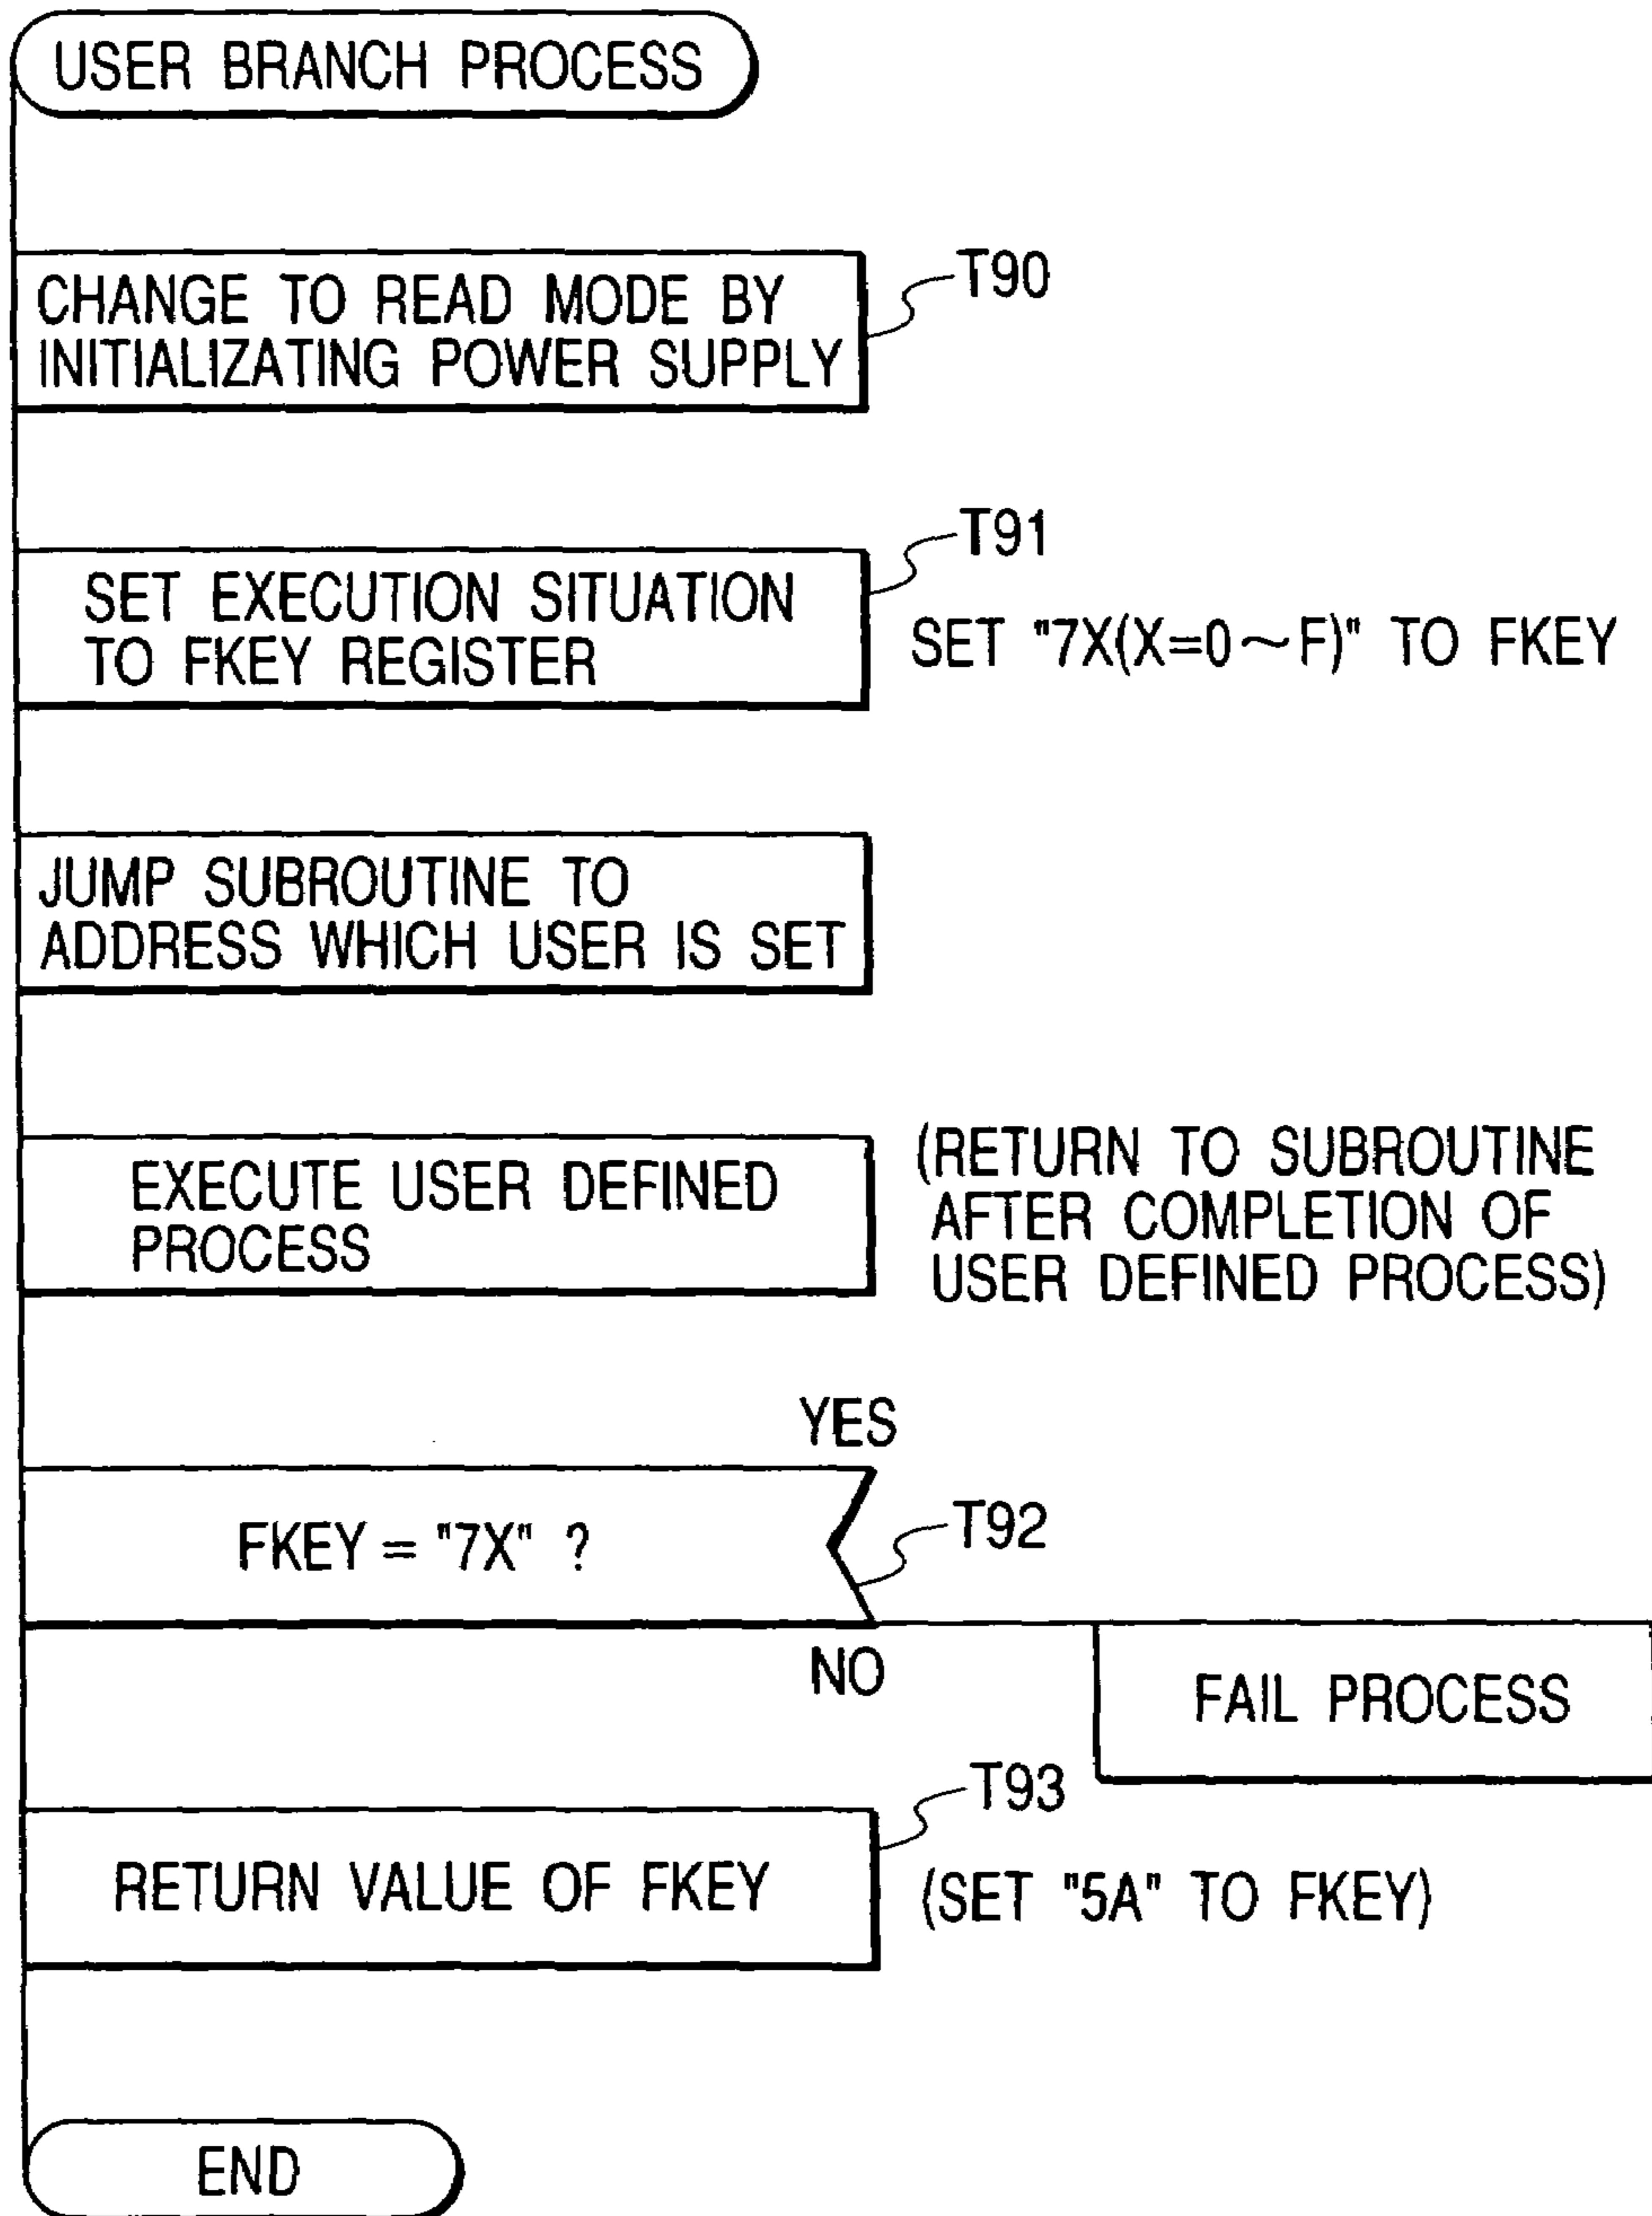 USER BRANCH PROCESS
CHANGE TO READ MODE BY
INITIALIZATING POWER SUPPLY
T90
SET EXECUTION SITUATION
TO FKEY REGISTER
T91
SET "7X(X=0~F)" TO FKEY
JUMP SUBROUTINE TO
ADDRESS WHICH USER IS SET
EXECUTE USER DEFINED
PROCESS
(RETURN TO SUBROUTINE
AFTER COMPLETION OF
USER DEFINED PROCESS)
YES
FKEY = "7X" ?
T92
NO
FAIL PROCESS
T93
RETURN VALUE OF FKEY
(SET "5A" TO FKEY)
END